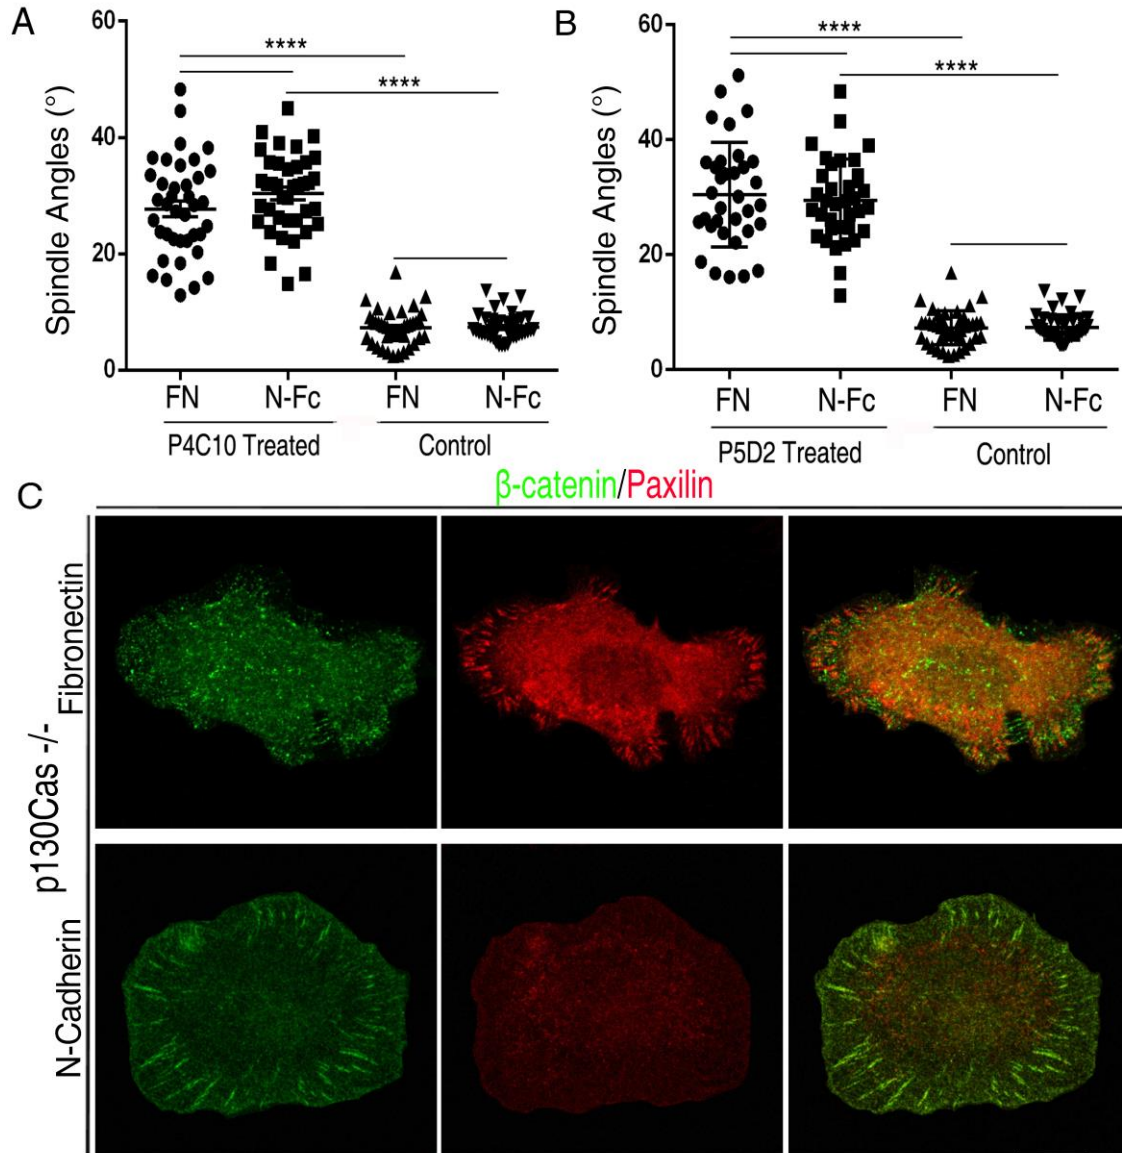 A
Spindle Angles (°)
60
40
20
0
****
****
FN
N-Fc
FN
N-Fc
P4C10 Treated
Control
B
Spindle Angles (°)
60
40
20
0
****
****
FN
N-Fc
FN
N-Fc
P5D2 Treated
Control
C
β-catenin/Paxilin
p130Cas -/-
Fibronectin
N-Cadherin